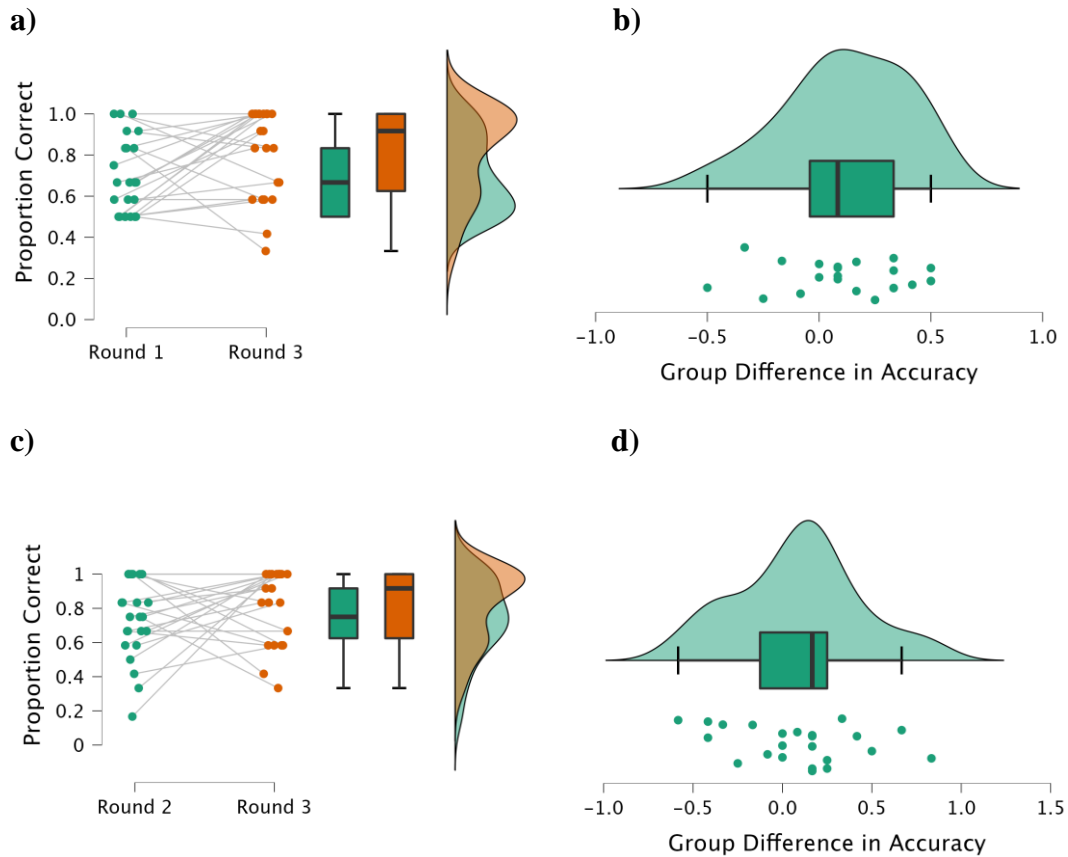 a)
b)
Proportion Correct
1.0
0.8
0.6
0.4
0.2
0.0
Round 1
Round 3
-1.0
-0.5
0.0
0.5
1.0
Group Difference in Accuracy
c)
d)
Proportion Correct
1
0.8
0.6
0.4
0.2
0
Round 2
Round 3
-1.0
-0.5
0.0
0.5
1.0
1.5
Group Difference in Accuracy